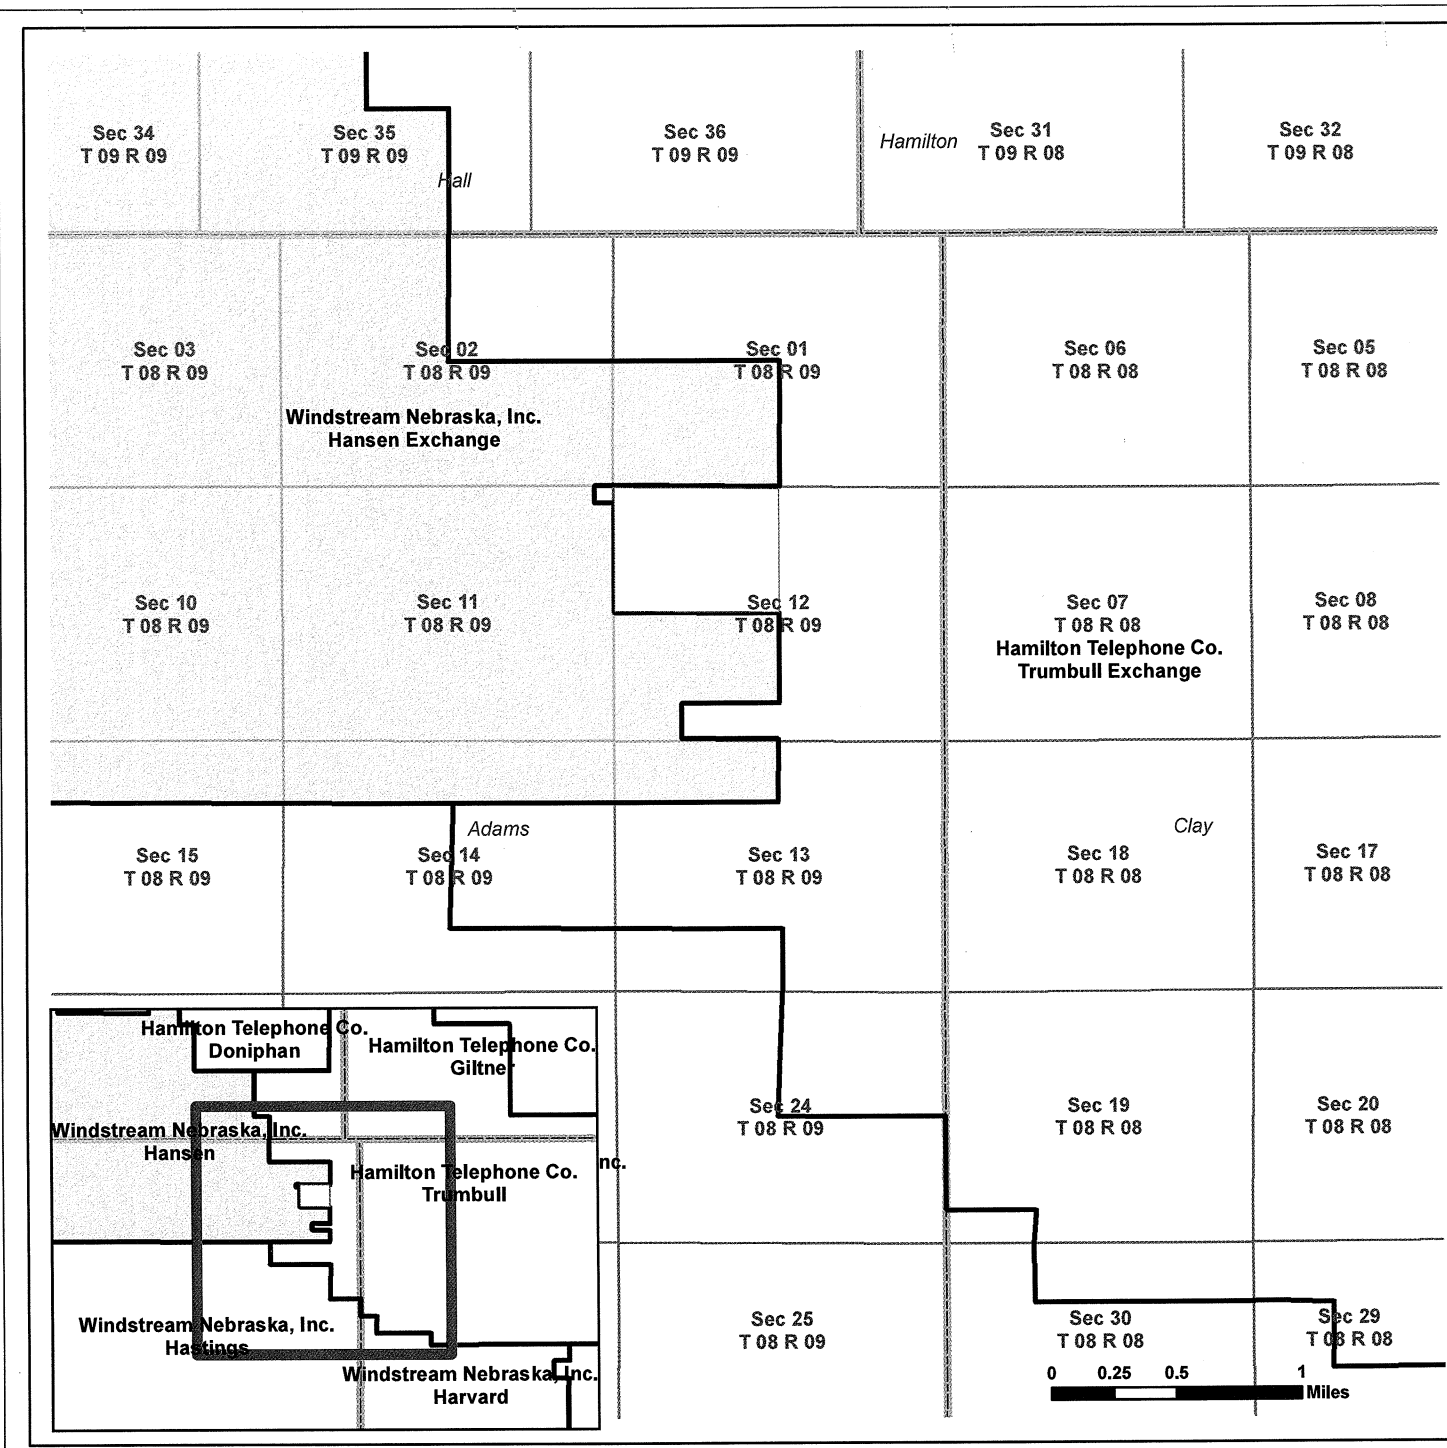 Sec 34
T 09 R 09
Sec 35
T 09 R 09
Sec 36
T 09 R 09
Hamilton
Sec 31
T 09 R 08
Sec 32
T 09 R 08
Hall
Sec 03
T 08 R 09
Sec 02
T 08 R 09
Sec 01
T 08 R 09
Sec 06
T 08 R 08
Sec 05
T 08 R 08
Windstream Nebraska, Inc.
Hansen Exchange
Sec 10
T 08 R 09
Sec 11
T 08 R 09
Sec 12
T 08 R 09
Sec 07
T 08 R 08
Hamilton Telephone Co.
Trumbull Exchange
Sec 08
T 08 R 08
Adams
Clay
Sec 15
T 08 R 09
Sec 14
T 08 R 09
Sec 13
T 08 R 09
Sec 18
T 08 R 08
Sec 17
T 08 R 08
Hamilton Telephone Co.
Doniphan
Hamilton Telephone Co.
Giltner
Windstream Nebraska, Inc.
Hansen
Hamilton Telephone Co.
Trumbull
nc.
Windstream Nebraska, Inc.
Hastings
Windstream Nebraska, Inc.
Harvard
Sec 24
T 08 R 09
Sec 19
T 08 R 08
Sec 20
T 08 R 08
Sec 25
T 08 R 09
Sec 30
T 08 R 08
Sec 29
T 08 R 08
0 0.25 0.5 1
Miles